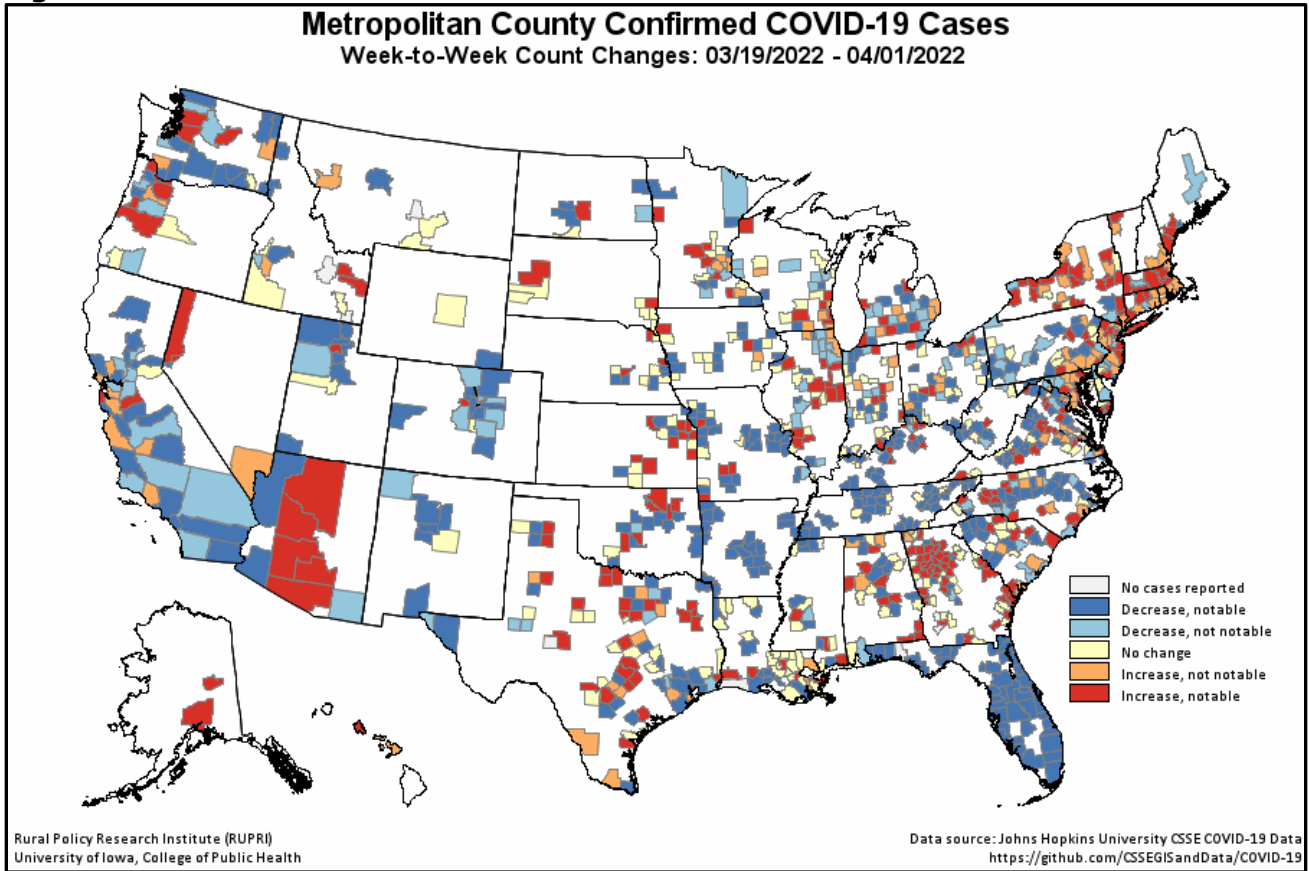 Metropolitan County Confirmed COVID-19 Cases
Week-to-Week Count Changes: 03/19/2022 - 04/01/2022
No cases reported
Decrease, notable
Decrease, not notable
No change
Increase, not notable
Increase, notable
Rural Policy Research Institute (RUPRI)
University of Iowa, College of Public Health
Data source: Johns Hopkins University CSSE COVID-19 Data
https://github.com/CSSEGISandData/COVID-19